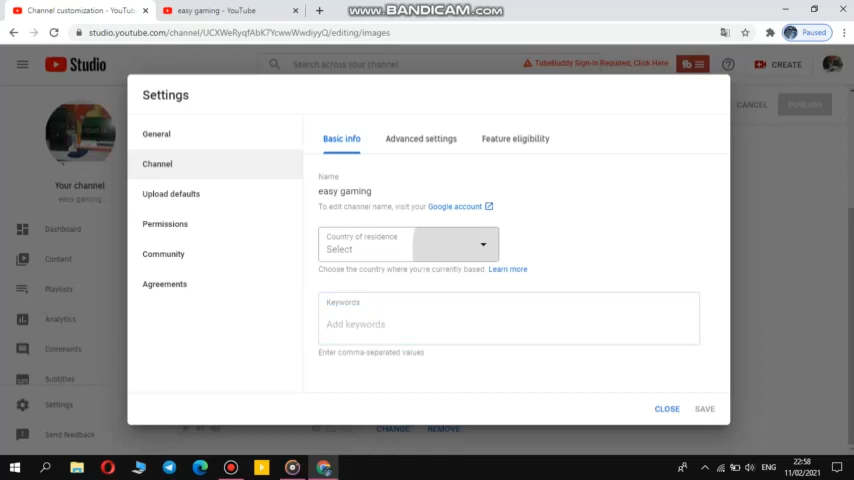 Channel customization - YouTub
easy gaming - YouTube
www.BANDICAM.com
studio.youtube.com/channel/UCXWeRyqfAbK7YcwwWwdiyyQ/editing/images
Paused
Studio
Search across your channel
TubeBuddy Sign-In Required, Click Here
tb
CREATE
Settings
CANCEL
PUBLISH
General
Basic info
Advanced settings
Feature eligibility
Channel
Your channel
easy gaming
Name
easy gaming
Upload defaults
To edit channel name, visit your Google account
Permissions
Dashboard
Country of residence
Select
Community
Content
Choose the country where you're currently based. Learn more
Agreements
Playlists
Keywords
Add keywords
Analytics
Comments
Enter comma-separated values
Subtitles
Settings
CLOSE
SAVE
Send feedback
CHANGE
REMOVE
ENG
22:58
11/02/2021